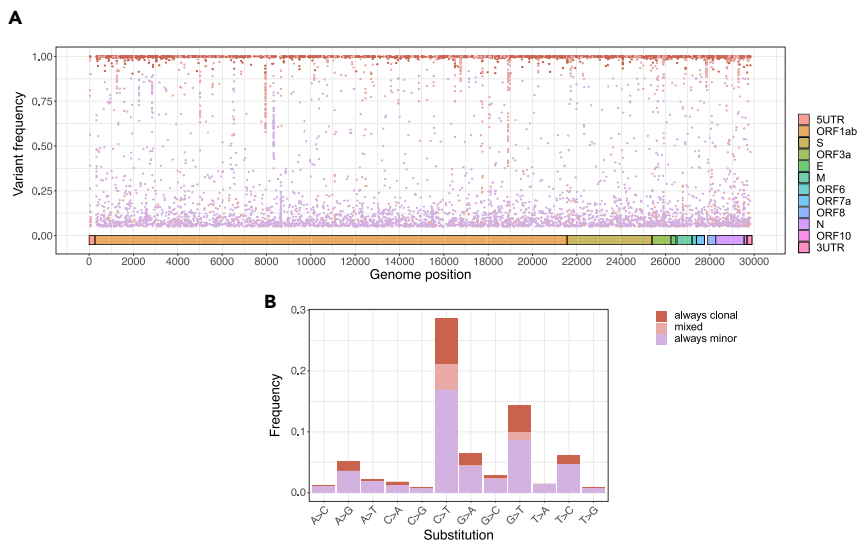 A
1.00
0.75
0.50
0.25
0.00
Variant frequency
0 2000 4000 6000 8000 10000 12000 14000 16000 18000 20000 22000 24000 26000 28000 30000
Genome position
5UTR
ORF1ab
S
ORF3a
E
M
ORF6
ORF7a
ORF8
N
ORF10
3UTR
B
0.3
0.2
0.1
0.0
Frequency
A>C A>G A>T C>A C>G C>T G>A G>C G>T T>A T>C T>G
Substitution
always clonal
mixed
always minor